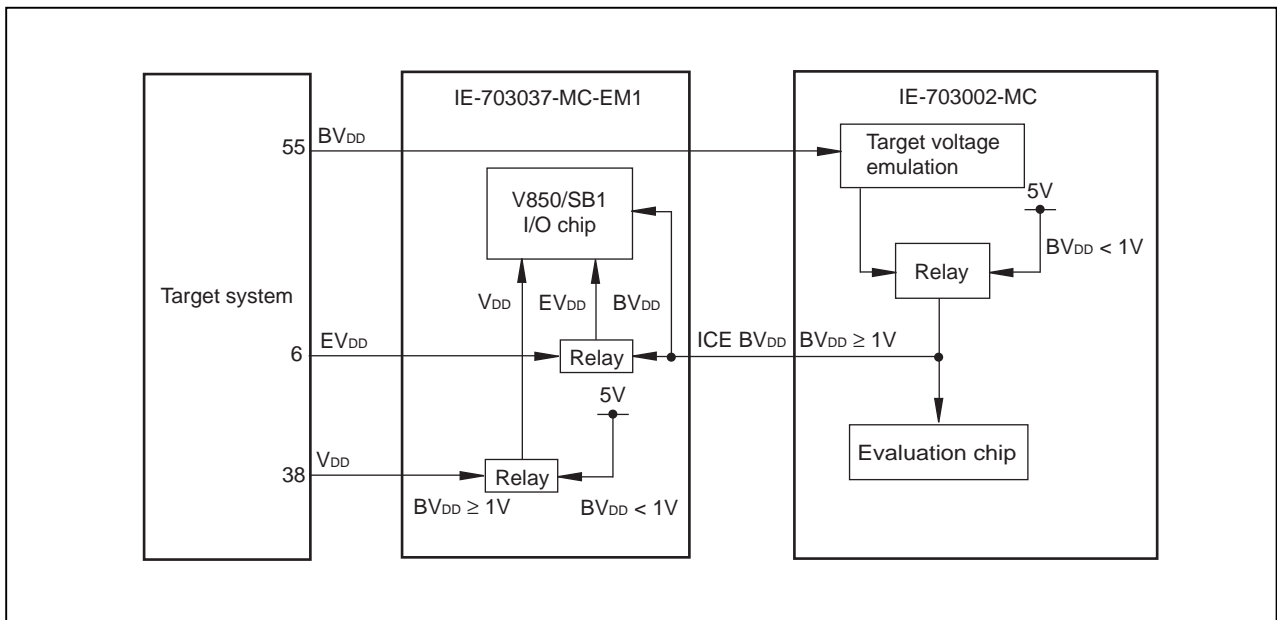 IE-703037-MC-EM1
IE-703002-MC
55
BVDD
Target voltage
emulation
V850/SB1
I/O chip
5V
BVDD < 1V
Relay
Target system
VDD
EVDD
BVDD
6
EVDD
Relay
ICE BVDD
BVDD ≥ 1V
5V
Evaluation chip
38
VDD
Relay
BVDD ≥ 1V
BVDD < 1V